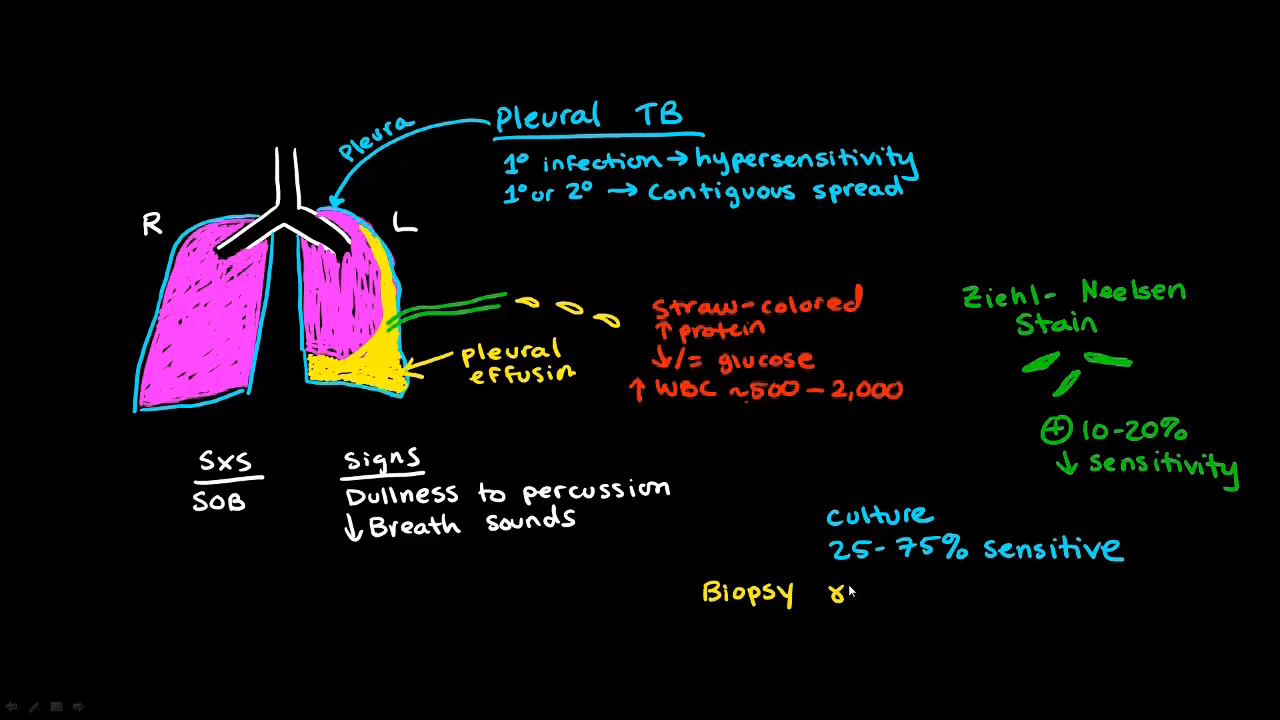 Pleural TB
Pleura
1° infection → hypersensitivity
1° or 2° → Contiguous spread
R
L
Ziehl- Neelsen
Stain
straw-colored
↑ protein
↓/= glucose
↑ WBC ~500 - 2,000
pleural
effusion
⊕ 10-20%
↓ sensitivity
SXS
SOB
Signs
Dullness to percussion
↓ Breath sounds
Culture
25-75% sensitive
Biopsy